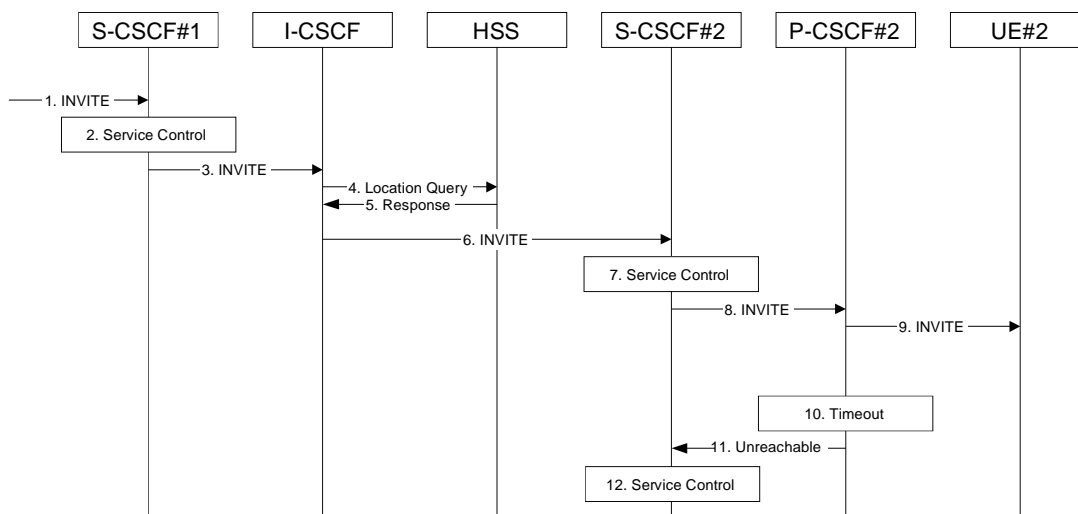 S-CSCF#1
I-CSCF
HSS
S-CSCF#2
P-CSCF#2
UE#2
1. INVITE
2. Service Control
3. INVITE
4. Location Query
5. Response
6. INVITE
7. Service Control
8. INVITE
9. INVITE
10. Timeout
11. Unreachable
12. Service Control